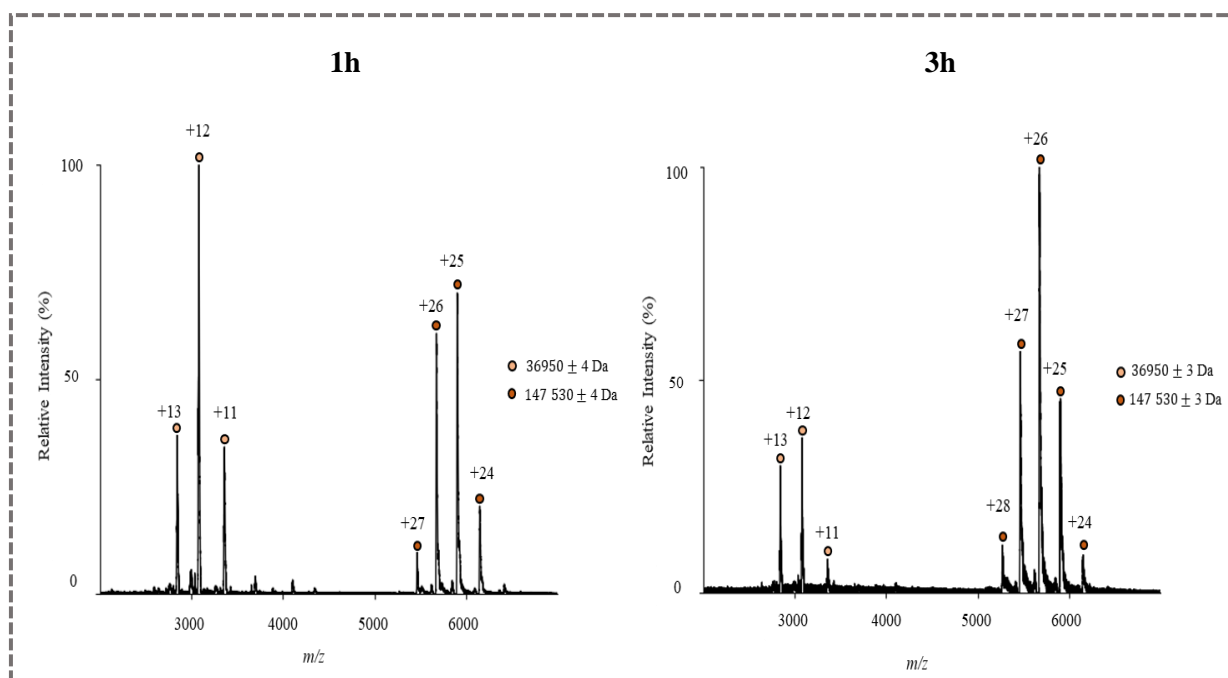 1h
3h
+12
100
+13
+11
50
0
+27
+26
+25
+24
36950 ± 4 Da
147 530 ± 4 Da
Relative Intensity (%)
3000
4000
5000
6000
m/z
+26
100
+27
+25
50
+13
+12
+11
+28
+24
0
36950 ± 3 Da
147 530 ± 3 Da
Relative Intensity (%)
3000
4000
5000
6000
m/z